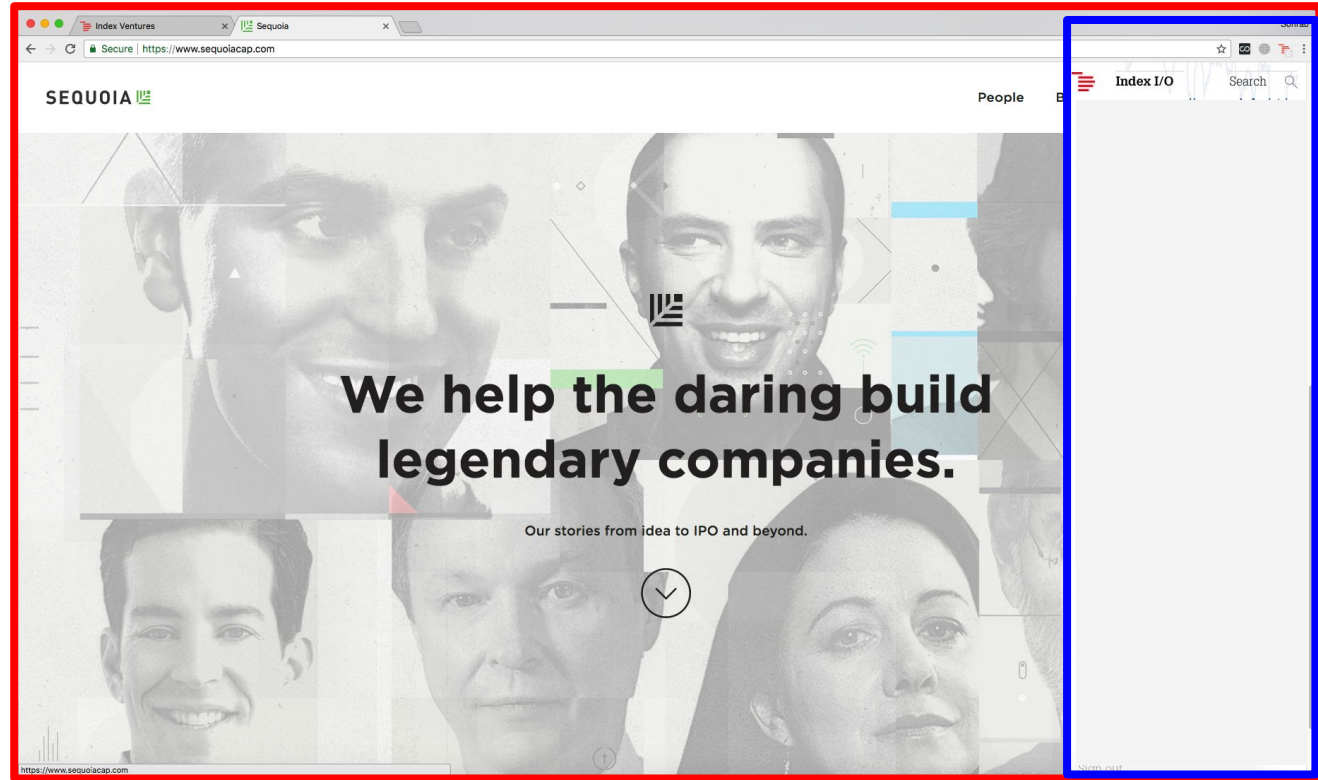 Index Ventures
Sequoia
Secure | https://www.sequoiacap.com
SEQUOIA
People
Index I/O
Search
We help the daring build
legendary companies.
Our stories from idea to IPO and beyond.
https://www.sequoiacap.com
Sign out